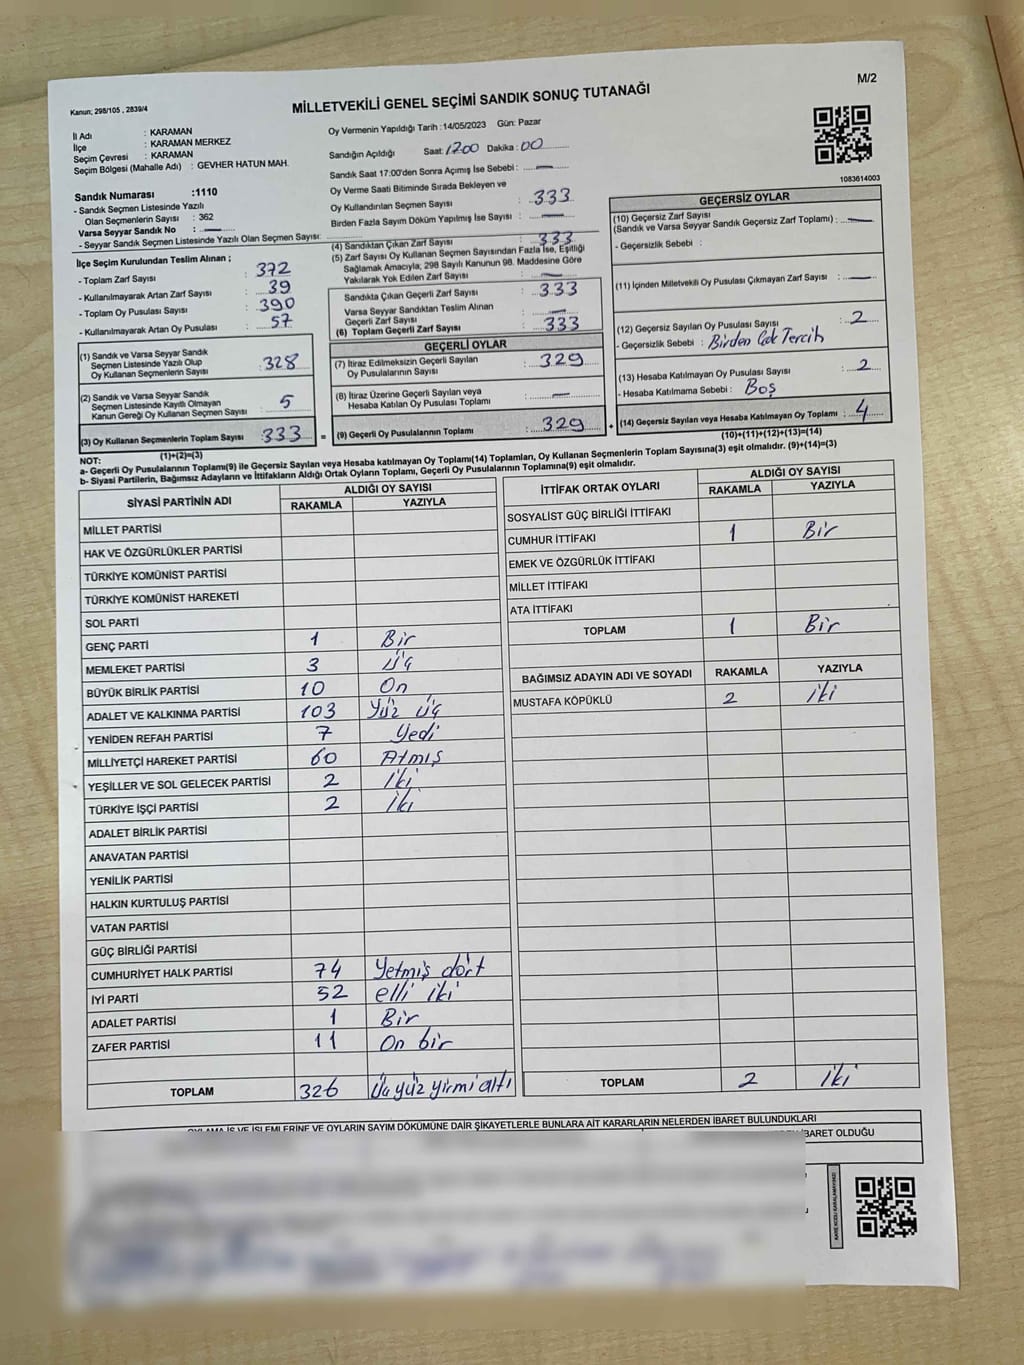 M/2
Kanun; 298/105 , 2839/4
MİLLETVEKİLİ GENEL SEÇİMİ SANDIK SONUÇ TUTANAĞI
İl Adı : KARAMAN
İlçe : KARAMAN MERKEZ
Seçim Çevresi : KARAMAN
Seçim Bölgesi (Mahalle Adı) : GEVHER HATUN MAH.
Sandık Numarası :1110
- Sandık Seçmen Listesinde Yazılı
Olan Seçmenlerin Sayısı : 362
Varsa Seyyar Sandık No : —
- Seyyar Sandık Seçmen Listesinde Yazılı Olan Seçmen Sayısı:
İlçe Seçim Kurulundan Teslim Alınan ;
- Toplam Zarf Sayısı : 372
- Kullanılmayarak Artan Zarf Sayısı : 39
- Toplam Oy Pusulası Sayısı : 390
- Kullanılmayarak Artan Oy Pusulası : 57
(1) Sandık ve Varsa Seyyar Sandık
Seçmen Listesinde Yazılı Olup
Oy Kullanan Seçmenlerin Sayısı : 328
(2) Sandık ve Varsa Seyyar Sandık
Seçmen Listesinde Kayıtlı Olmayan
Kanun Gereği Oy Kullanan Seçmen Sayısı : 5
(3) Oy Kullanan Seçmenlerin Toplam Sayısı : 333
(1)+(2)=(3)
Oy Vermenin Yapıldığı Tarih :14/05/2023 Gün: Pazar
Sandığın Açıldığı Saat: 1700 Dakika : 00
Sandık Saat 17:00'den Sonra Açımış İse Sebebi : —
Oy Verme Saati Bitiminde Sırada Bekleyen ve
Oy Kullandırılan Seçmen Sayısı : 333
Birden Fazla Sayım Döküm Yapılmış İse Sayısı : —
(4) Sandıktan Çıkan Zarf Sayısı : 333
(5) Zarf Sayısı Oy Kullanan Seçmen Sayısından Fazla İse, Eşitliği
Sağlamak Amacıyla, 298 Sayılı Kanunun 98. Maddesine Göre
Yakılarak Yok Edilen Zarf Sayısı : —
Sandıkta Çıkan Geçerli Zarf Sayısı : 333
Varsa Seyyar Sandıktan Teslim Alınan
Geçerli Zarf Sayısı : —
(6) Toplam Geçerli Zarf Sayısı : 333
GEÇERLİ OYLAR
(7) İtiraz Edilmeksizin Geçerli Sayılan
Oy Pusulalarının Sayısı : 329
(8) İtiraz Üzerine Geçerli Sayılan veya
Hesaba Katılan Oy Pusulası Toplamı : —
= (9) Geçerli Oy Pusulalarının Toplamı : 329 +
1083614003
GEÇERSİZ OYLAR
(10) Geçersiz Zarf Sayısı
(Sandık ve Varsa Seyyar Sandık Geçersiz Zarf Toplamı) : —
- Geçersizlik Sebebi :
(11) İçinden Milletvekili Oy Pusulası Çıkmayan Zarf Sayısı : —
(12) Geçersiz Sayılan Oy Pusulası Sayısı : 2
- Geçersizlik Sebebi : Birden Çok Tercih
(13) Hesaba Katılmayan Oy Pusulası Sayısı : 2
- Hesaba Katılmama Sebebi : Boş
(14) Geçersiz Sayılan veya Hesaba Katılmayan Oy Toplamı : 4
(10)+(11)+(12)+(13)=(14)
NOT:
a- Geçerli Oy Pusulasının Toplamı(9) ile Geçersiz Sayılan veya Hesaba katılmayan Oy Toplamı(14) Toplamları, Oy Kullanan Seçmenlerin Toplam Sayısına(3) eşit olmalıdır. (9)+(14)=(3)
b- Siyasi Partilerin, Bağımsız Adayların ve İttifakların Aldığı Ortak Oyların Toplamı, Geçerli Oy Pusulalarının Toplamına(9) eşit olmalıdır.
SİYASİ PARTİNİN ADI ALDIĞI OY SAYISI
RAKAMLA YAZIYLA
MİLLET PARTİSİ
HAK VE ÖZGÜRLÜKLER PARTİSİ
TÜRKİYE KOMÜNİST PARTİSİ
TÜRKİYE KOMÜNİST HAREKETİ
SOL PARTİ
GENÇ PARTİ 1 Bir
MEMLEKET PARTİSİ 3 Üç
BÜYÜK BİRLİK PARTİSİ 10 On
ADALET VE KALKINMA PARTİSİ 103 Yüz üç
YENİDEN REFAH PARTİSİ 7 Yedi
MİLLİYETÇİ HAREKET PARTİSİ 60 Atmış
YEŞİLLER VE SOL GELECEK PARTİSİ 2 İki
TÜRKİYE İŞÇİ PARTİSİ 2 İki
ADALET BİRLİK PARTİSİ
ANAVATAN PARTİSİ
YENİLİK PARTİSİ
HALKIN KURTULUŞ PARTİSİ
VATAN PARTİSİ
GÜÇ BİRLİĞİ PARTİSİ
CUMHURİYET HALK PARTİSİ 74 Yetmiş dört
İYİ PARTİ 52 elli iki
ADALET PARTİSİ 1 Bir
ZAFER PARTİSİ 11 On bir
TOPLAM 326 Üçyüz yirmi altı
İTTİFAK ORTAK OYLARI ALDIĞI OY SAYISI
RAKAMLA YAZIYLA
SOSYALİST GÜÇ BİRLİĞİ İTTİFAKI
CUMHUR İTTİFAKI 1 Bir
EMEK VE ÖZGÜRLÜK İTTİFAKI
MİLLET İTTİFAKI
ATA İTTİFAKI
TOPLAM 1 Bir
BAĞIMSIZ ADAYIN ADI VE SOYADI RAKAMLA YAZIYLA
MUSTAFA KÖPÜKLÜ 2 İki
TOPLAM 2 İki
OYLAMA İŞ VE İŞLEMLERİNE VE OYLARIN SAYIM DÖKÜMÜNE DAİR ŞİKAYETLERLE BUNLARA AİT KARARLARIN NELERDEN İBARET BULUNDUKLARI
İBARET OLDUĞU